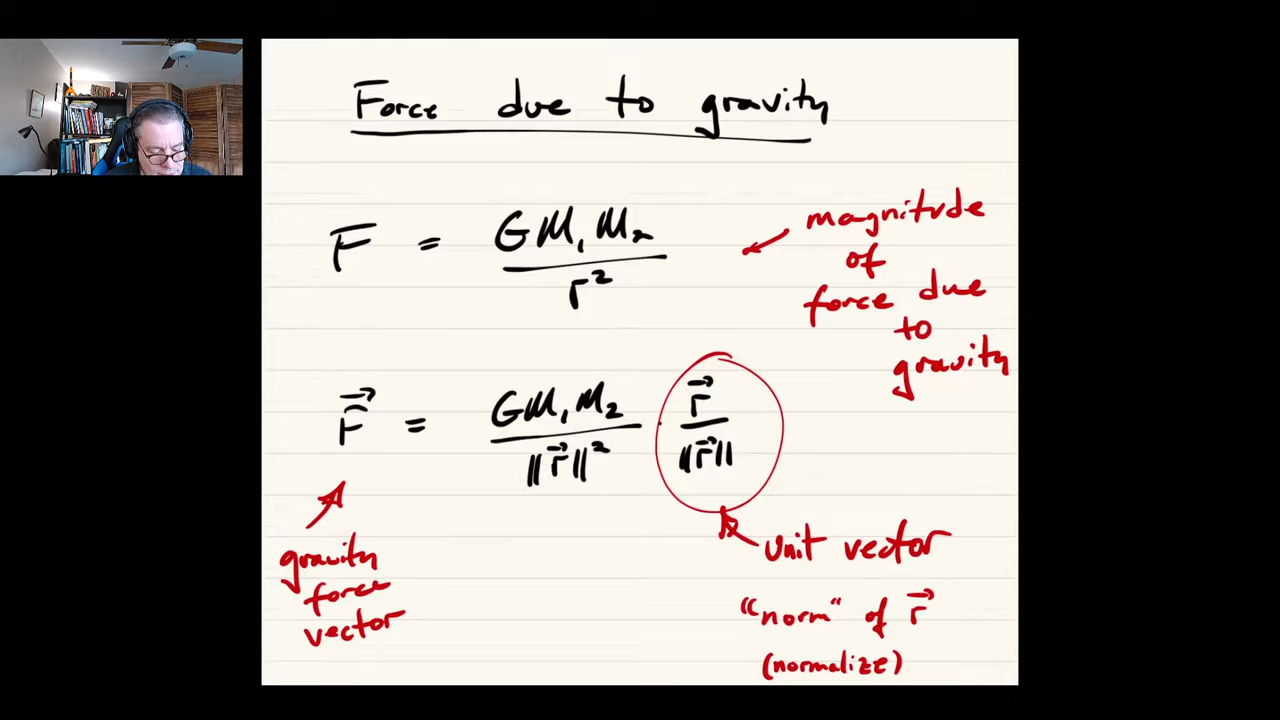 Force due to gravity
F = GM₁M₂ / r²
magnitude
of
force due
to
gravity
F⃗ = GM₁M₂ / ||r⃗||² · r⃗ / ||r⃗||
gravity
force
vector
Unit vector
"norm" of r⃗
(normalize)